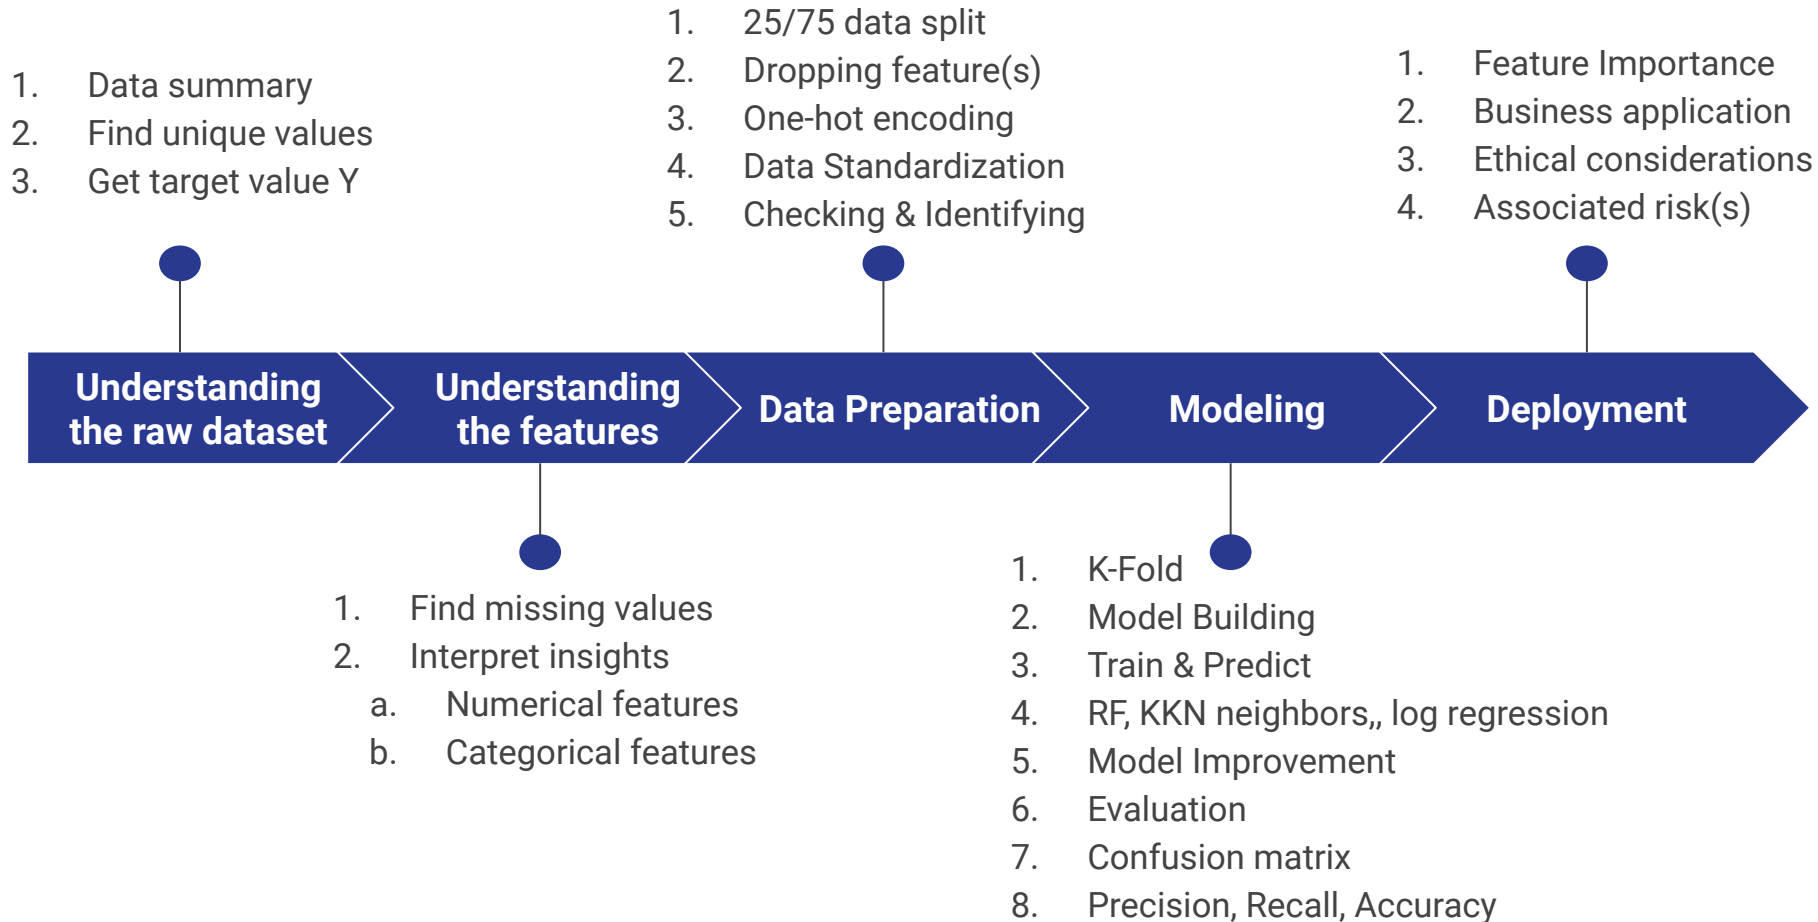 1. Data summary
2. Find unique values
3. Get target value Y
1. 25/75 data split
2. Dropping feature(s)
3. One-hot encoding
4. Data Standardization
5. Checking & Identifying
1. Feature Importance
2. Business application
3. Ethical considerations
4. Associated risk(s)
Understanding
the raw dataset
Understanding
the features
Data Preparation
Modeling
Deployment
1. Find missing values
2. Interpret insights
a. Numerical features
b. Categorical features
1. K-Fold
2. Model Building
3. Train & Predict
4. RF, KKN neighbors,, log regression
5. Model Improvement
6. Evaluation
7. Confusion matrix
8. Precision, Recall, Accuracy